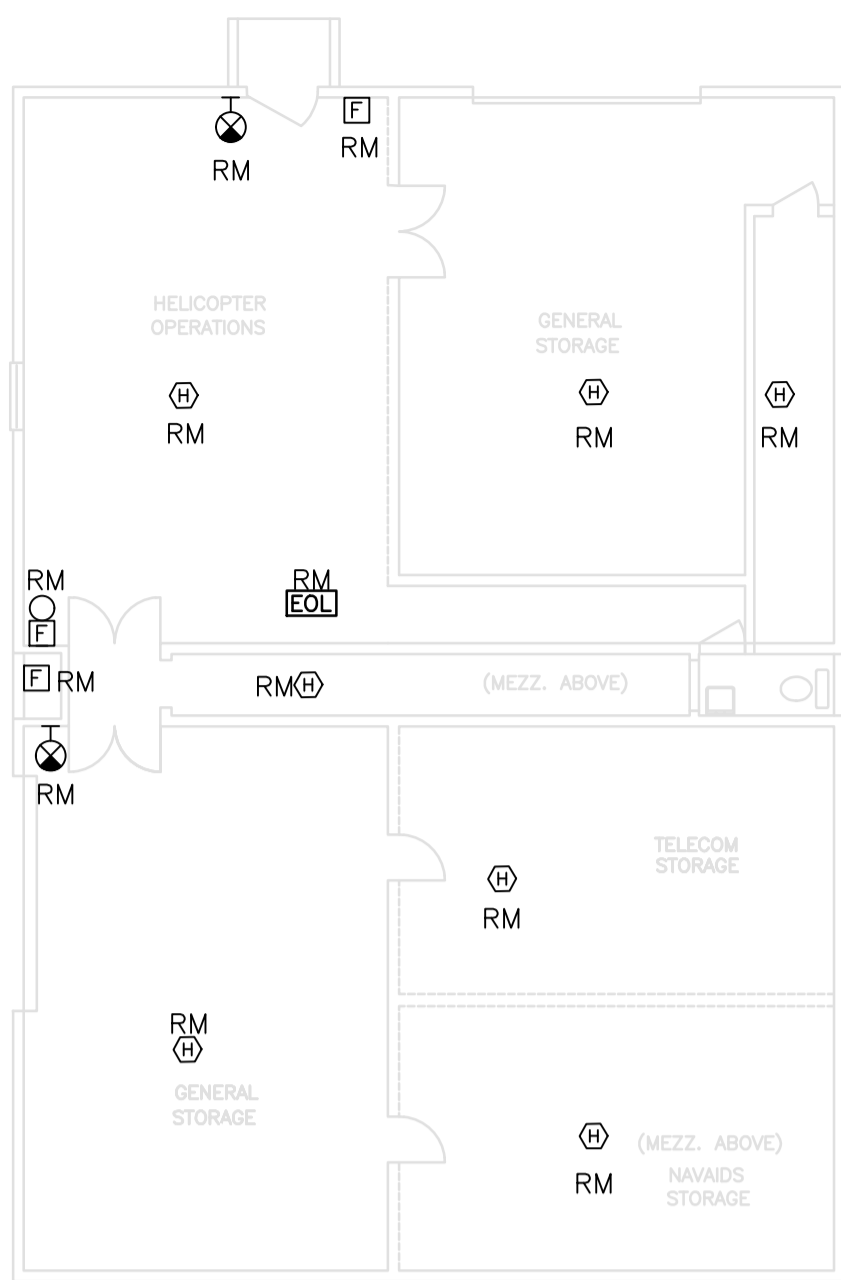 F
RM
RM
HELICOPTER
OPERATIONS
GENERAL
STORAGE
H
RM
H
RM
H
RM
RM
F
RM
EOL
F RM
RM H
(MEZZ. ABOVE)
RM
TELECOM
STORAGE
H
RM
RM
H
GENERAL
STORAGE
H
RM
(MEZZ. ABOVE)
NAVAIDS
STORAGE